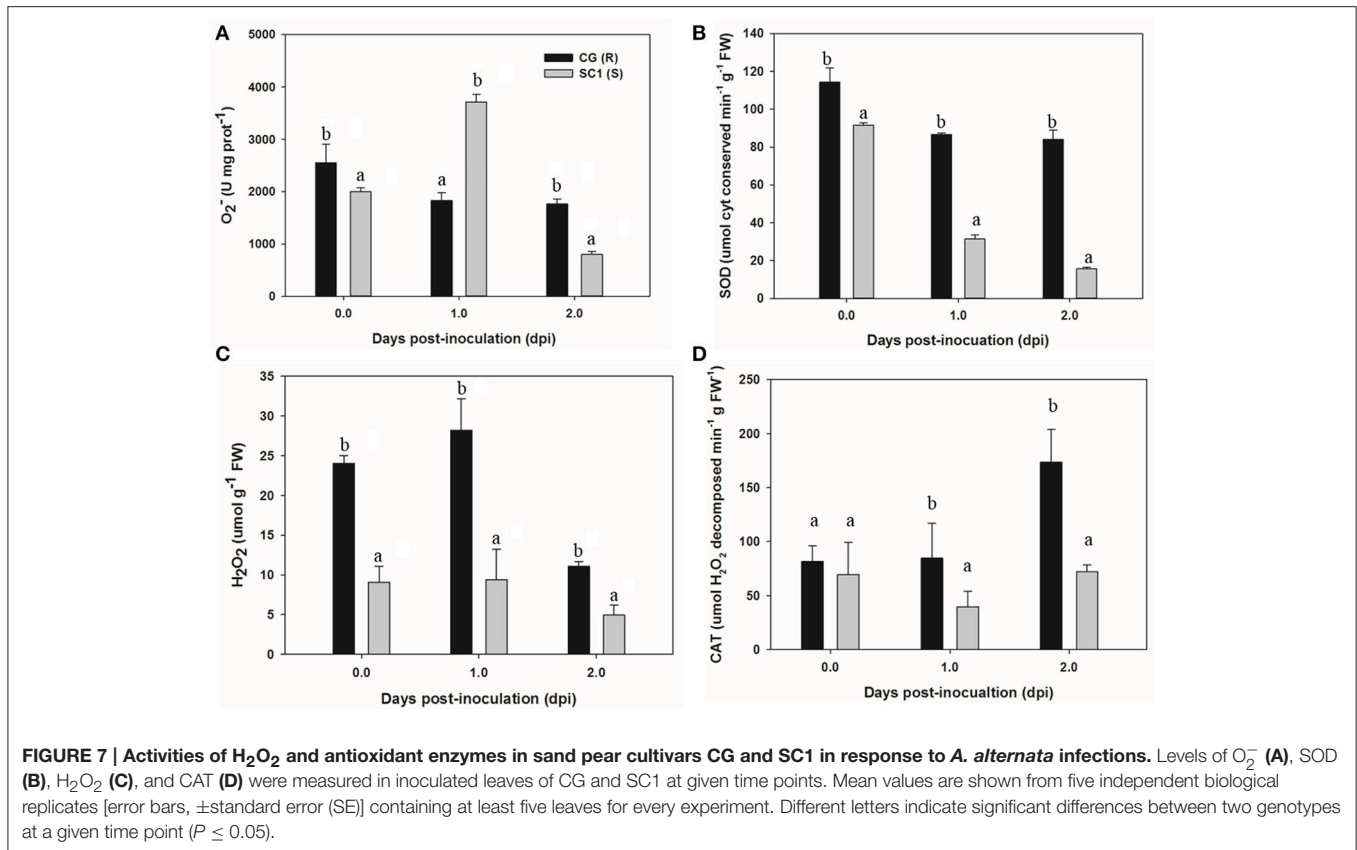 A
5000
4000
3000
2000
1000
0
O₂⁻ (U mg prot⁻¹)
CG (R)
SC1 (S)
b
a
a
b
b
a
0.0
1.0
2.0
Days post-inoculation (dpi)
B
140
120
100
80
60
40
20
0
SOD (umol cyt conserved min⁻¹ g⁻¹ FW)
b
a
b
a
b
a
0.0
1.0
2.0
Days post-inocuation (dpi)
C
35
30
25
20
15
10
5
0
H₂O₂ (umol g⁻¹ FW)
b
a
b
a
b
a
0.0
1.0
2.0
Days post-inoculation (dpi)
D
250
200
150
100
50
0
CAT (umol H₂O₂ decomposed min⁻¹ g FW⁻¹)
a
a
b
a
b
a
0.0
1.0
2.0
Days post-inocualtion (dpi)
FIGURE 7 | Activities of H₂O₂ and antioxidant enzymes in sand pear cultivars CG and SC1 in response to A. alternata infections. Levels of O₂⁻ (A), SOD
(B), H₂O₂ (C), and CAT (D) were measured in inoculated leaves of CG and SC1 at given time points. Mean values are shown from five independent biological
replicates [error bars, ±standard error (SE)] containing at least five leaves for every experiment. Different letters indicate significant differences between two genotypes
at a given time point (P ≤ 0.05).